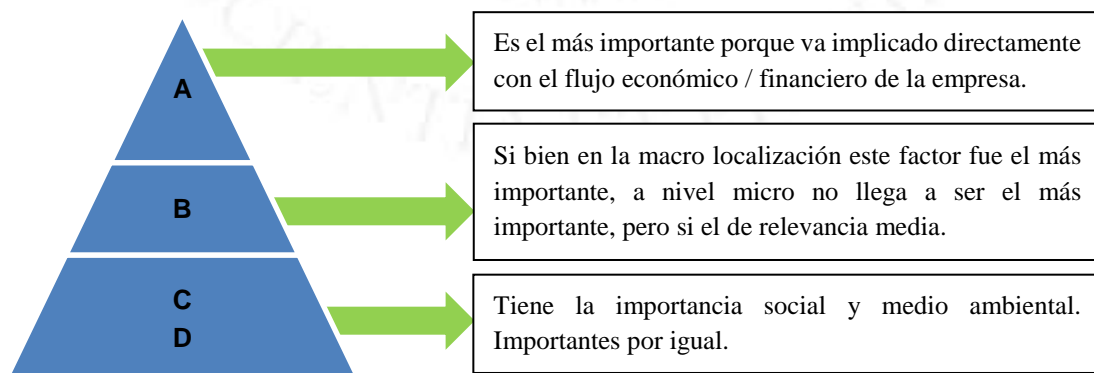 A
Es el más importante porque va implicado directamente
con el flujo económico / financiero de la empresa.
B
Si bien en la macro localización este factor fue el más
importante, a nivel micro no llega a ser el más
importante, pero si el de relevancia media.
C
D
Tiene la importancia social y medio ambiental.
Importantes por igual.